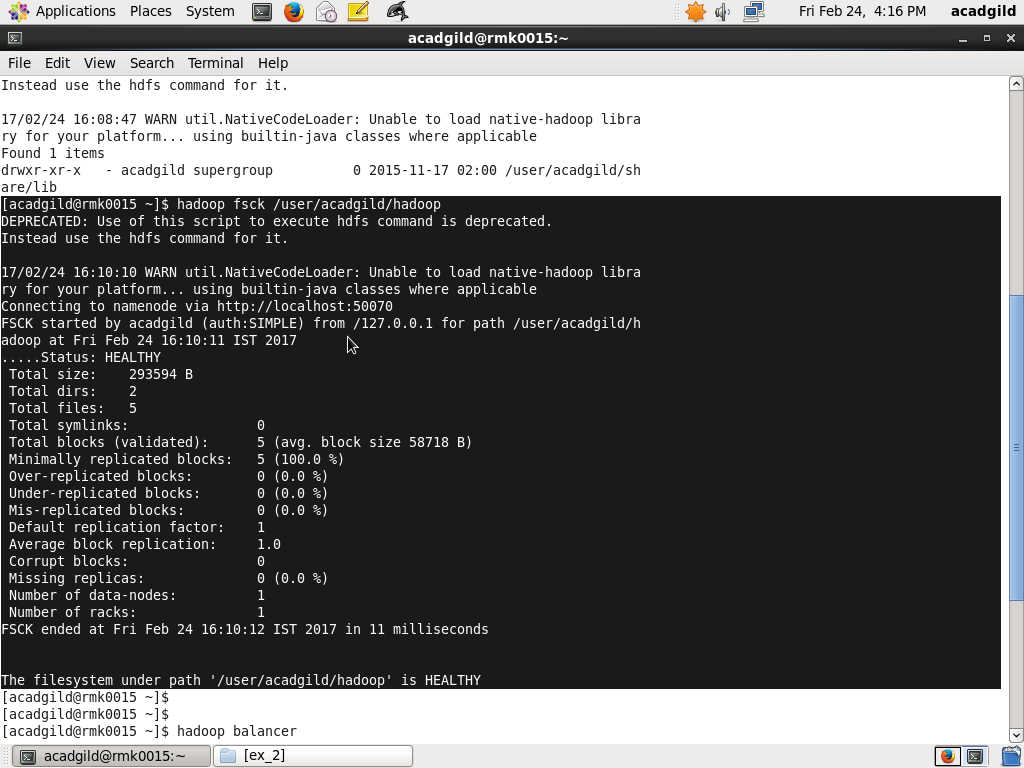 Applications Places System Fri Feb 24, 4:16 PM acadgild
acadgild@rmk0015:~
File Edit View Search Terminal Help
Instead use the hdfs command for it.
17/02/24 16:08:47 WARN util.NativeCodeLoader: Unable to load native-hadoop libra
ry for your platform... using builtin-java classes where applicable
Found 1 items
drwxr-xr-x   - acadgild supergroup          0 2015-11-17 02:00 /user/acadgild/sh
are/lib
[acadgild@rmk0015 ~]$ hadoop fsck /user/acadgild/hadoop
DEPRECATED: Use of this script to execute hdfs command is deprecated.
Instead use the hdfs command for it.
17/02/24 16:10:10 WARN util.NativeCodeLoader: Unable to load native-hadoop libra
ry for your platform... using builtin-java classes where applicable
Connecting to namenode via http://localhost:50070
FSCK started by acadgild (auth:SIMPLE) from /127.0.0.1 for path /user/acadgild/h
adoop at Fri Feb 24 16:10:11 IST 2017
.....Status: HEALTHY
 Total size:    293594 B
 Total dirs:    2
 Total files:   5
 Total symlinks:                0
 Total blocks (validated):      5 (avg. block size 58718 B)
 Minimally replicated blocks:   5 (100.0 %)
 Over-replicated blocks:        0 (0.0 %)
 Under-replicated blocks:       0 (0.0 %)
 Mis-replicated blocks:         0 (0.0 %)
 Default replication factor:    1
 Average block replication:     1.0
 Corrupt blocks:                0
 Missing replicas:              0 (0.0 %)
 Number of data-nodes:          1
 Number of racks:               1
FSCK ended at Fri Feb 24 16:10:12 IST 2017 in 11 milliseconds
The filesystem under path '/user/acadgild/hadoop' is HEALTHY
[acadgild@rmk0015 ~]$
[acadgild@rmk0015 ~]$
[acadgild@rmk0015 ~]$ hadoop balancer
acadgild@rmk0015:~ [ex_2]